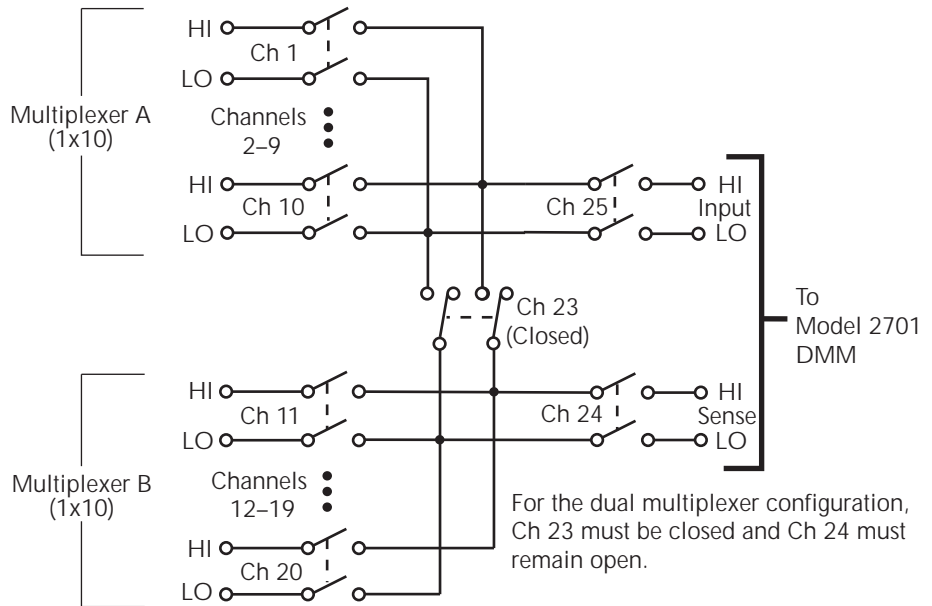 HI
Ch 1
LO
Multiplexer A
(1x10)
Channels
2–9
HI
Ch 10
LO
Ch 25
HI
Input
LO
Ch 23
(Closed)
To
Model 2701
DMM
HI
Ch 11
LO
Ch 24
HI
Sense
LO
Multiplexer B
(1x10)
Channels
12–19
HI
Ch 20
LO
For the dual multiplexer configuration,
Ch 23 must be closed and Ch 24 must
remain open.